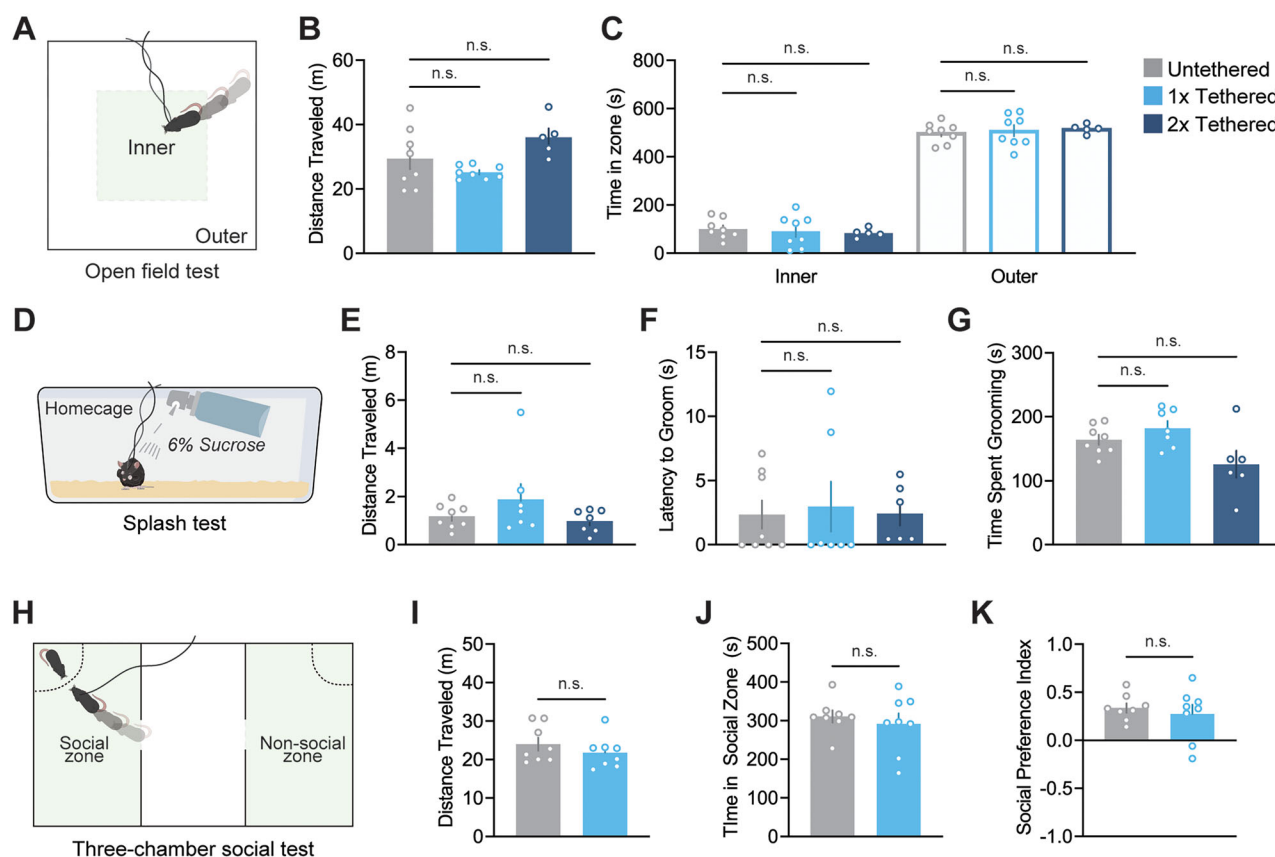 A
Inner
Outer
Open field test
B
Distance Traveled (m)
60
40
20
0
n.s.
n.s.
C
Time in zone (s)
800
600
400
200
0
n.s.
n.s.
n.s.
n.s.
Inner
Outer
Untethered
1x Tethered
2x Tethered
D
Homecage
6% Sucrose
Splash test
E
Distance Traveled (m)
8
6
4
2
0
n.s.
n.s.
F
Latency to Groom (s)
15
10
5
0
n.s.
n.s.
G
Time Spent Grooming (s)
300
200
100
0
n.s.
n.s.
H
Social
zone
Non-social
zone
Three-chamber social test
I
Distance Traveled (m)
50
40
30
20
10
0
n.s.
J
TIme in Social Zone (s)
500
400
300
200
100
0
n.s.
K
Social Preference Index
1.0
0.5
0.0
-0.5
-1.0
n.s.